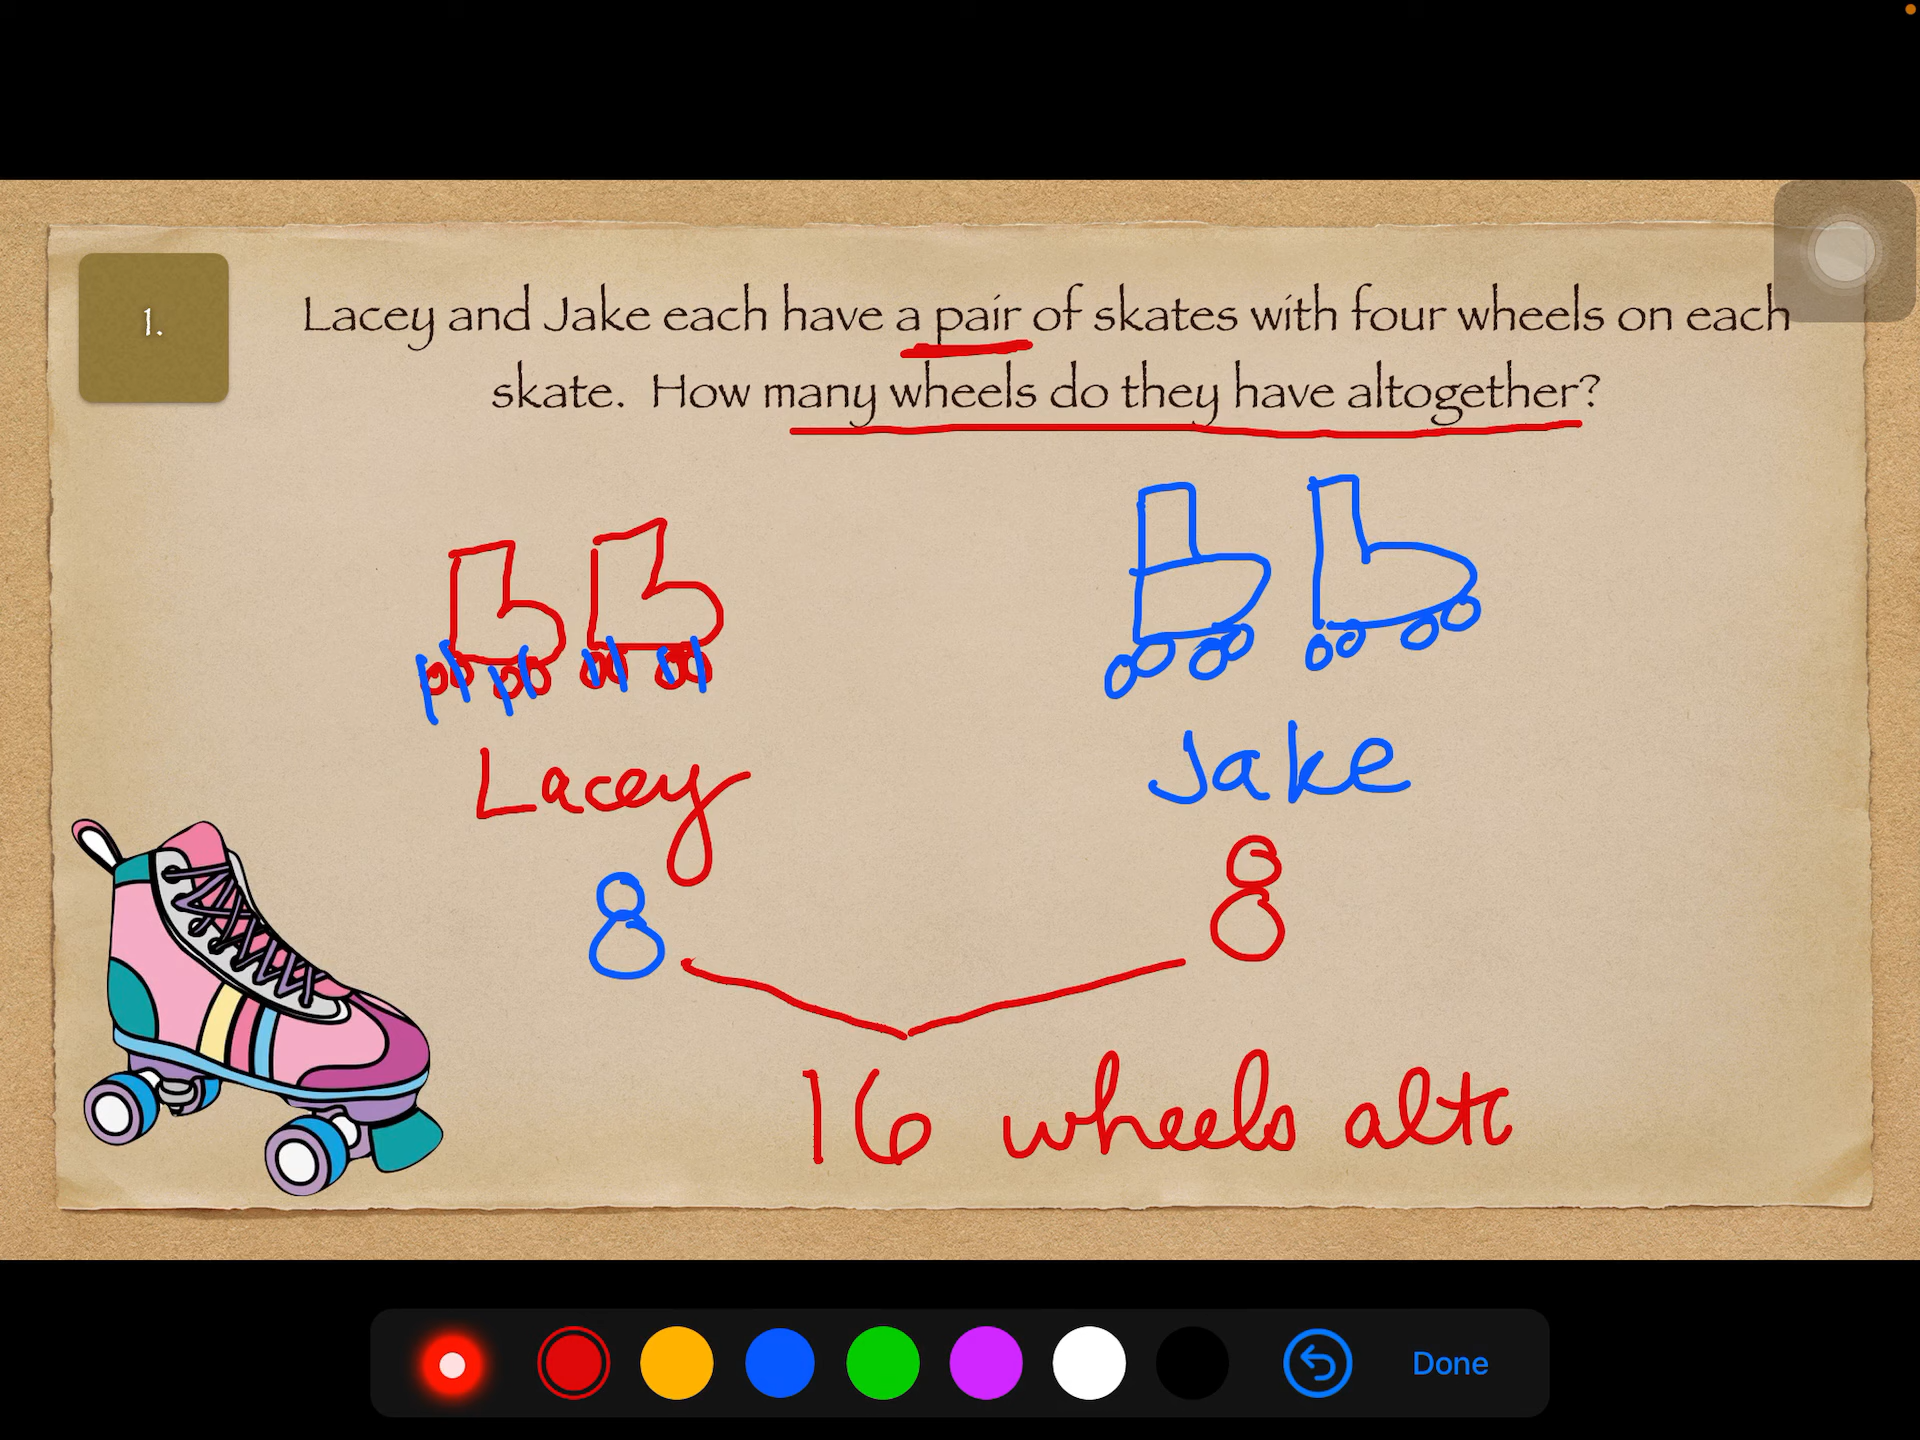 1.
Lacey and Jake each have a pair of skates with four wheels on each
skate. How many wheels do they have altogether?
Lacey
Jake
8
8
16 wheels alto
Done